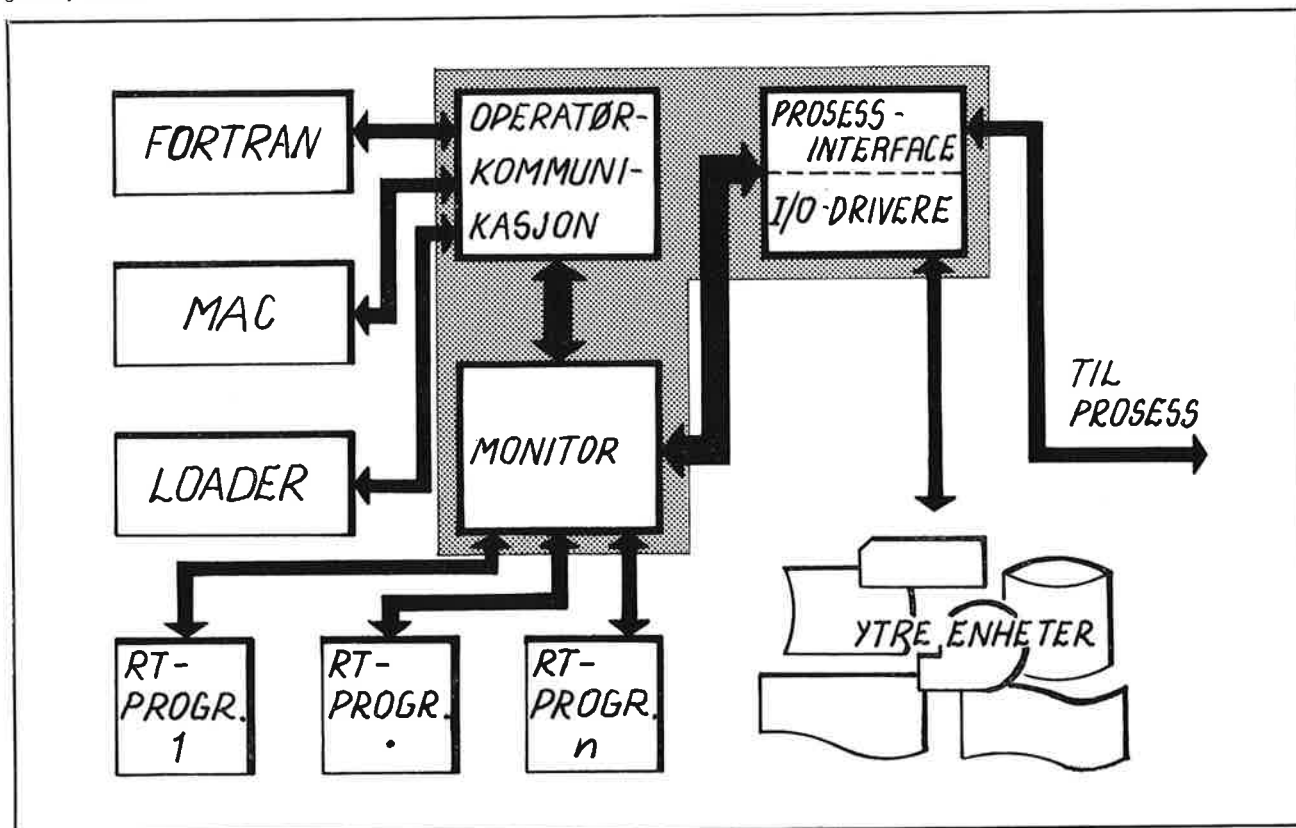 FORTRAN
MAC
LOADER
OPERATØR-
KOMMUNI-
KASJON
PROSESS-
INTERFACE
I/O-DRIVERE
MONITOR
TIL
PROSESS
RT-
PROGR.
1
RT-
PROGR.
•
RT-
PROGR.
n
YTRE ENHETER